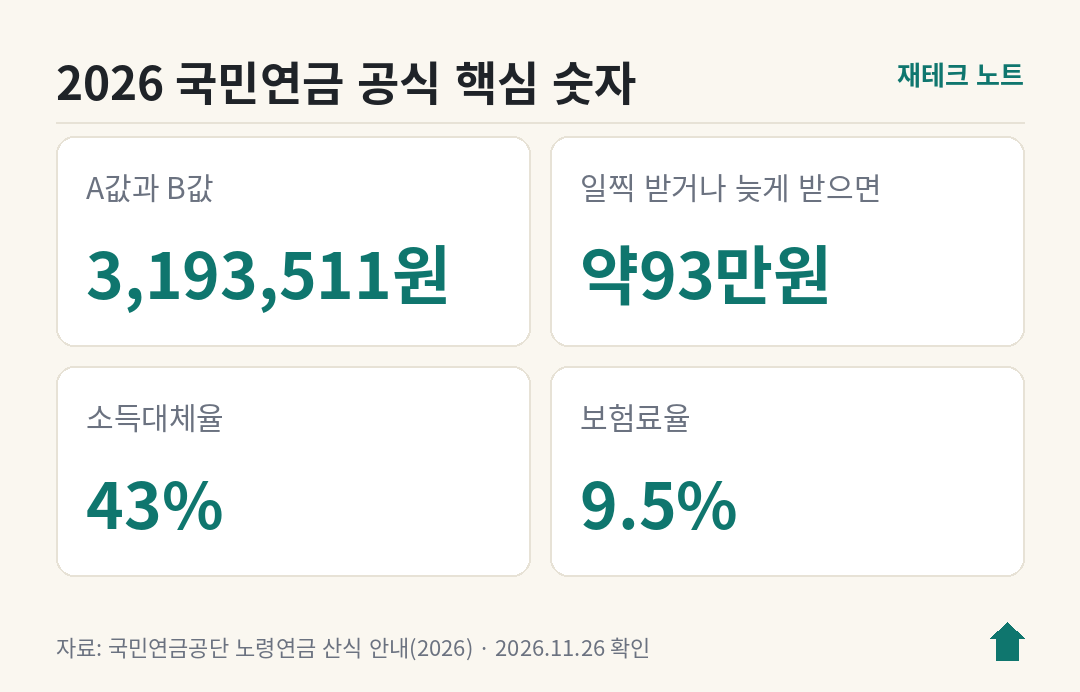 2026 국민연금 공식 핵심 숫자
재테크 노트
A값과 B값
3,193,511원
일찍 받거나 늦게 받으면
약93만원
소득대체율
43%
보험료율
9.5%
자료: 국민연금공단 노령연금 산식 안내(2026) · 2026.11.26 확인